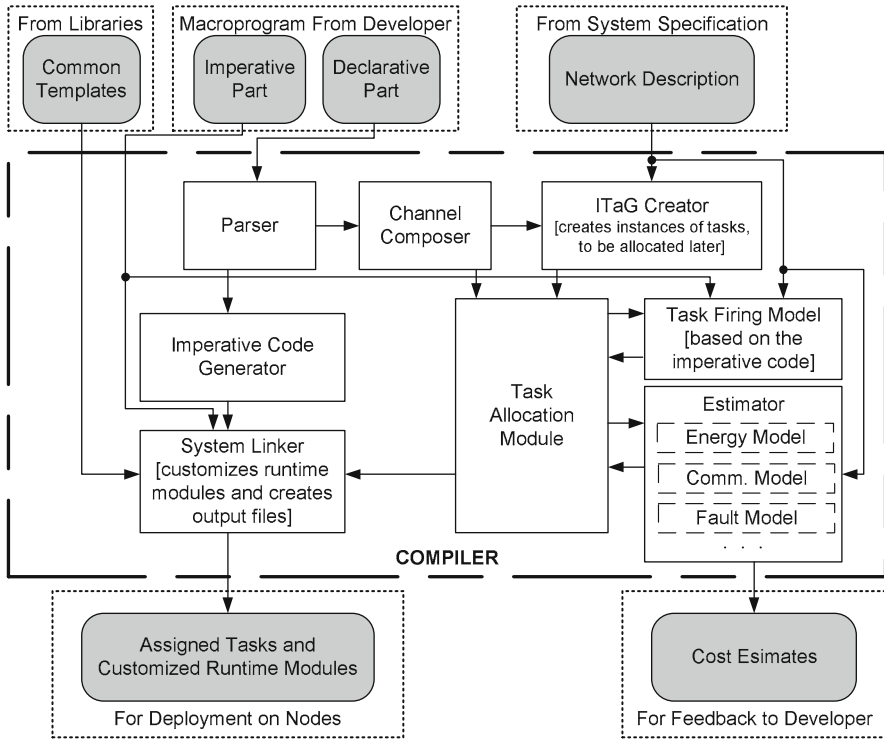 From Libraries
Macroprogram From Developer
From System Specification
Common
Templates
Imperative
Part
Declarative
Part
Network Description
Parser
Channel
Composer
ITaG Creator
[creates instances of tasks,
to be allocated later]
Imperative Code
Generator
Task
Allocation
Module
Task Firing Model
[based on the
imperative code]
Estimator
Energy Model
Comm. Model
Fault Model
. . .
System Linker
[customizes runtime
modules and creates
output files]
COMPILER
Assigned Tasks and
Customized Runtime Modules
For Deployment on Nodes
Cost Esimates
For Feedback to Developer